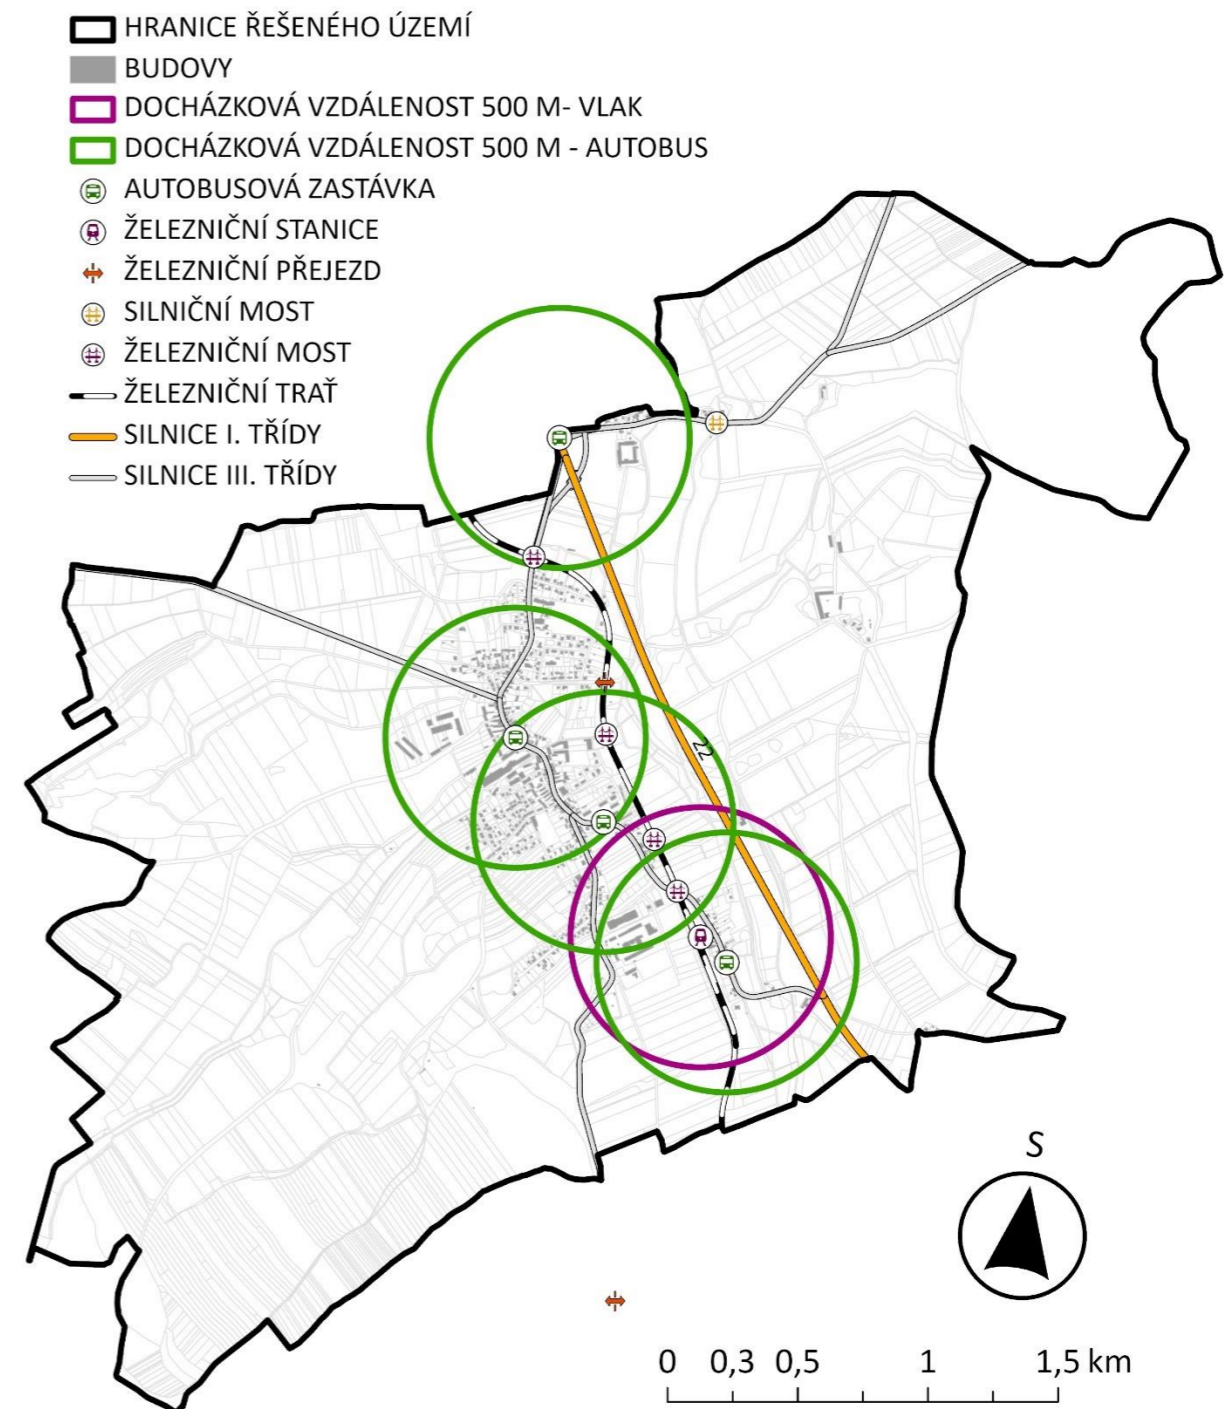 HRANICE ŘEŠENÉHO ÚZEMÍ
BUDOVY
DOCHÁZKOVÁ VZDÁLENOST 500 M- VLAK
DOCHÁZKOVÁ VZDÁLENOST 500 M - AUTOBUS
AUTOBUSOVÁ ZASTÁVKA
ŽELEZNIČNÍ STANICE
ŽELEZNIČNÍ PŘEJEZD
SILNIČNÍ MOST
ŽELEZNIČNÍ MOST
ŽELEZNIČNÍ TRAŤ
SILNICE I. TŘÍDY
SILNICE III. TŘÍDY
22
S
0 0,3 0,5 1 1,5 km